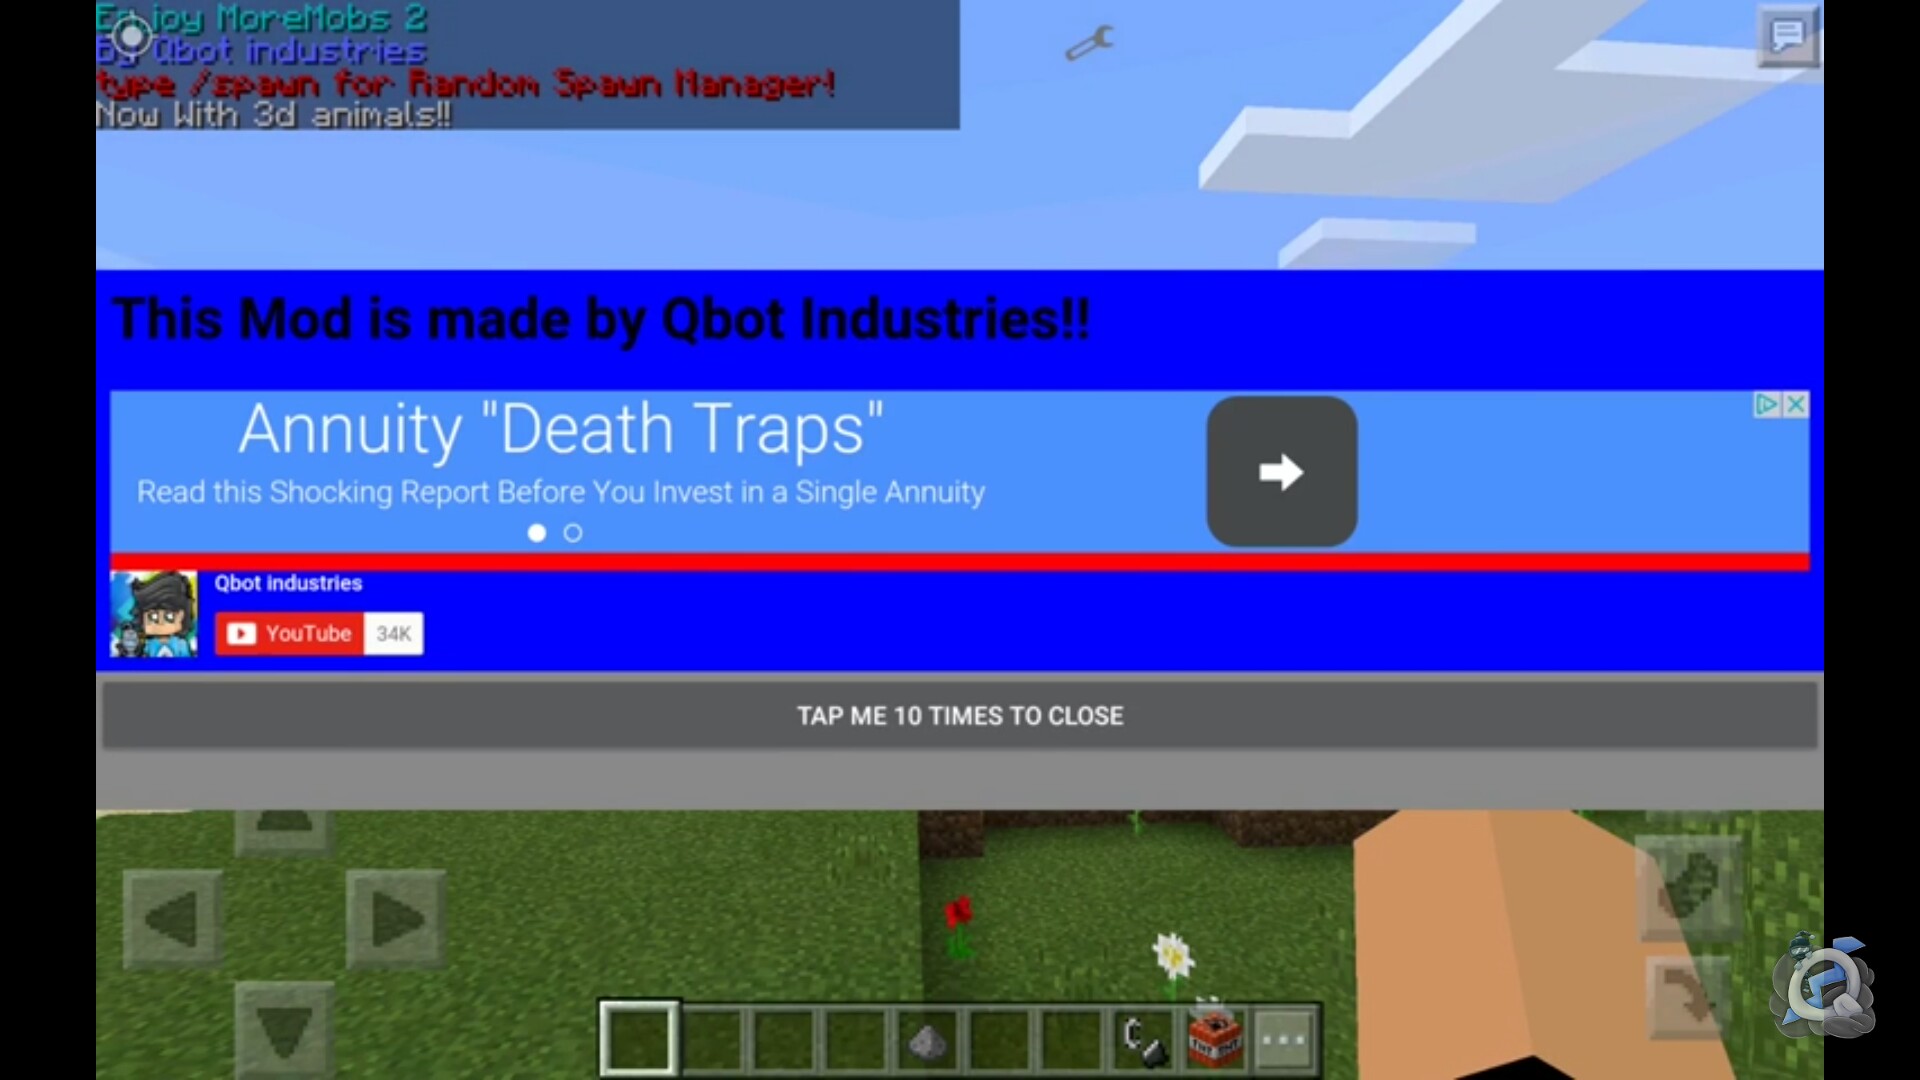 Enjoy MoreMobs 2
By Qbot industries
type /spawn for Random Spawn Manager!
Now With 3d animals!!
This Mod is made by Qbot Industries!!
Annuity "Death Traps"
Read this Shocking Report Before You Invest in a Single Annuity
Qbot industries
YouTube 34K
TAP ME 10 TIMES TO CLOSE